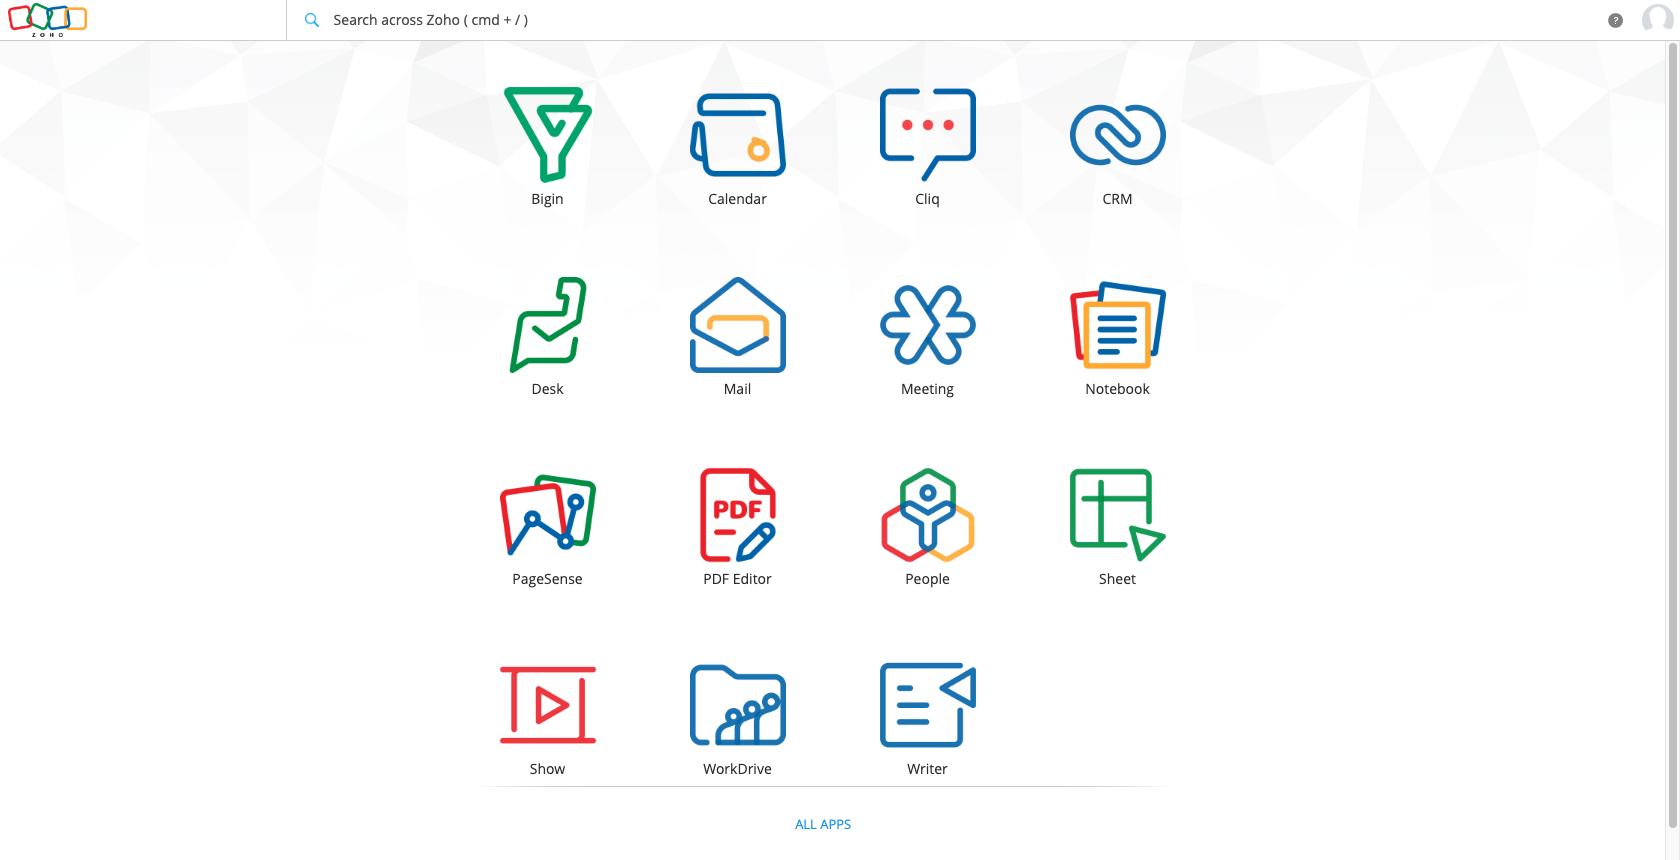 ZOHO
Search across Zoho ( cmd + / )
?
Bigin
Calendar
Cliq
CRM
Desk
Mail
Meeting
Notebook
PageSense
PDF
PDF Editor
People
Sheet
Show
WorkDrive
Writer
ALL APPS